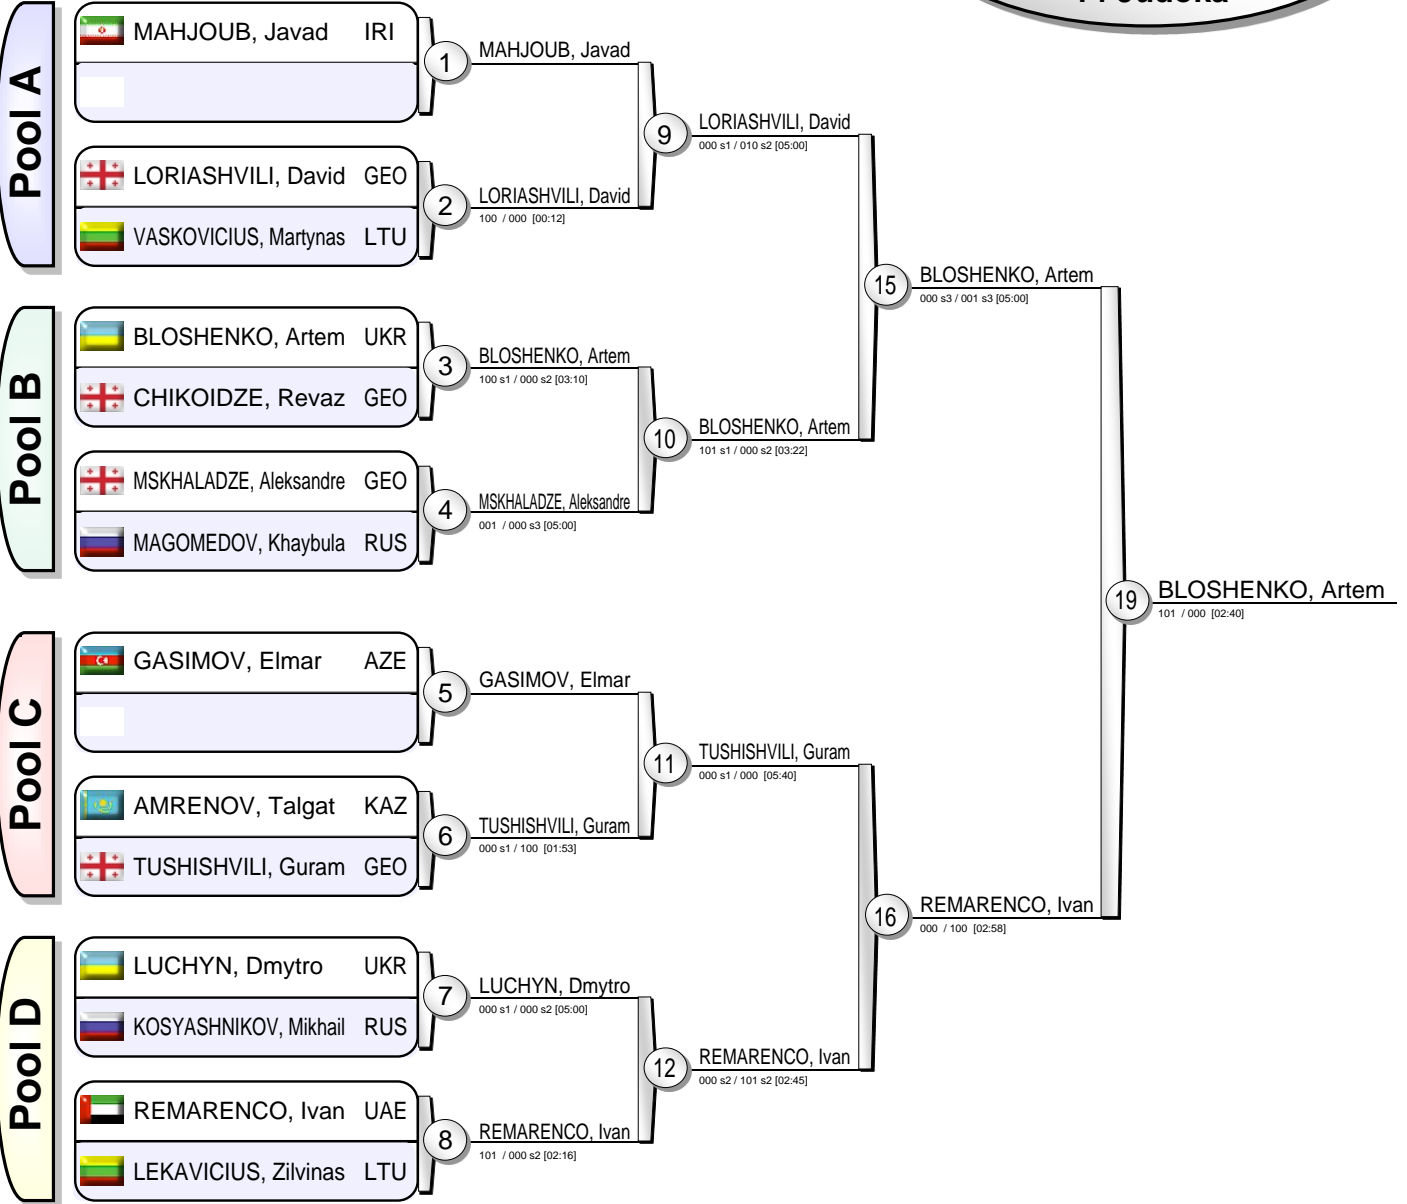 Pool A
MAHJOUB, Javad IRI
LORIASHVILI, David GEO
VASKOVICIUS, Martynas LTU
1
MAHJOUB, Javad
2
LORIASHVILI, David
100 / 000 [00:12]
9
LORIASHVILI, David
000 s1 / 010 s2 [05:00]
Pool B
BLOSHENKO, Artem UKR
CHIKOIDZE, Revaz GEO
MSKHALADZE, Aleksandre GEO
MAGOMEDOV, Khaybula RUS
3
BLOSHENKO, Artem
100 s1 / 000 s2 [03:10]
4
MSKHALADZE, Aleksandre
001 / 000 s3 [05:00]
10
BLOSHENKO, Artem
101 s1 / 000 s2 [03:22]
15
BLOSHENKO, Artem
000 s3 / 001 s3 [05:00]
Pool C
GASIMOV, Elmar AZE
AMRENOV, Talgat KAZ
TUSHISHVILI, Guram GEO
5
GASIMOV, Elmar
6
TUSHISHVILI, Guram
000 s1 / 100 [01:53]
11
TUSHISHVILI, Guram
000 s1 / 000 [05:40]
Pool D
LUCHYN, Dmytro UKR
KOSYASHNIKOV, Mikhail RUS
REMARENCO, Ivan UAE
LEKAVICIUS, Zilvinas LTU
7
LUCHYN, Dmytro
000 s1 / 000 s2 [05:00]
8
REMARENCO, Ivan
101 / 000 s2 [02:16]
12
REMARENCO, Ivan
000 s2 / 101 s2 [02:45]
16
REMARENCO, Ivan
000 / 100 [02:58]
19
BLOSHENKO, Artem
101 / 000 [02:40]